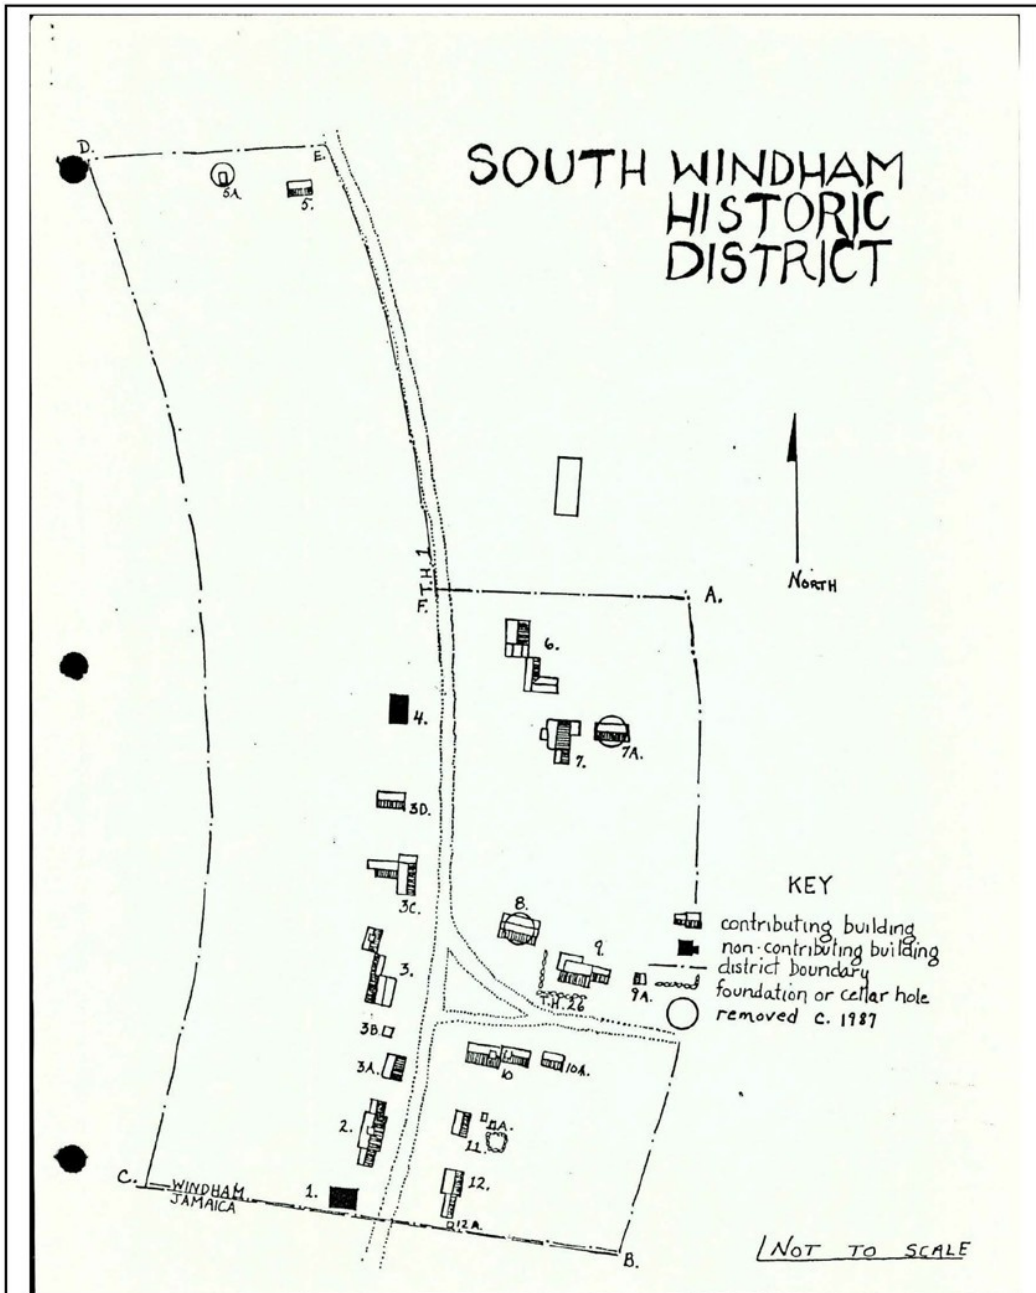 D.
E.
5A
5.
SOUTH WINDHAM
HISTORIC
DISTRICT
NORTH
T.H. 1
F.
A.
6.
4.
7.
7A.
3D.
3C.
8.
9.
9A.
T.H. 26
3.
3B
3A.
10
10A.
2.
11.
11A.
12.
12A.
1.
C.
WINDHAM
JAMAICA
B.
KEY
contributing building
non-contributing building
district boundary
foundation or cellar hole
removed c. 1987
NOT TO SCALE